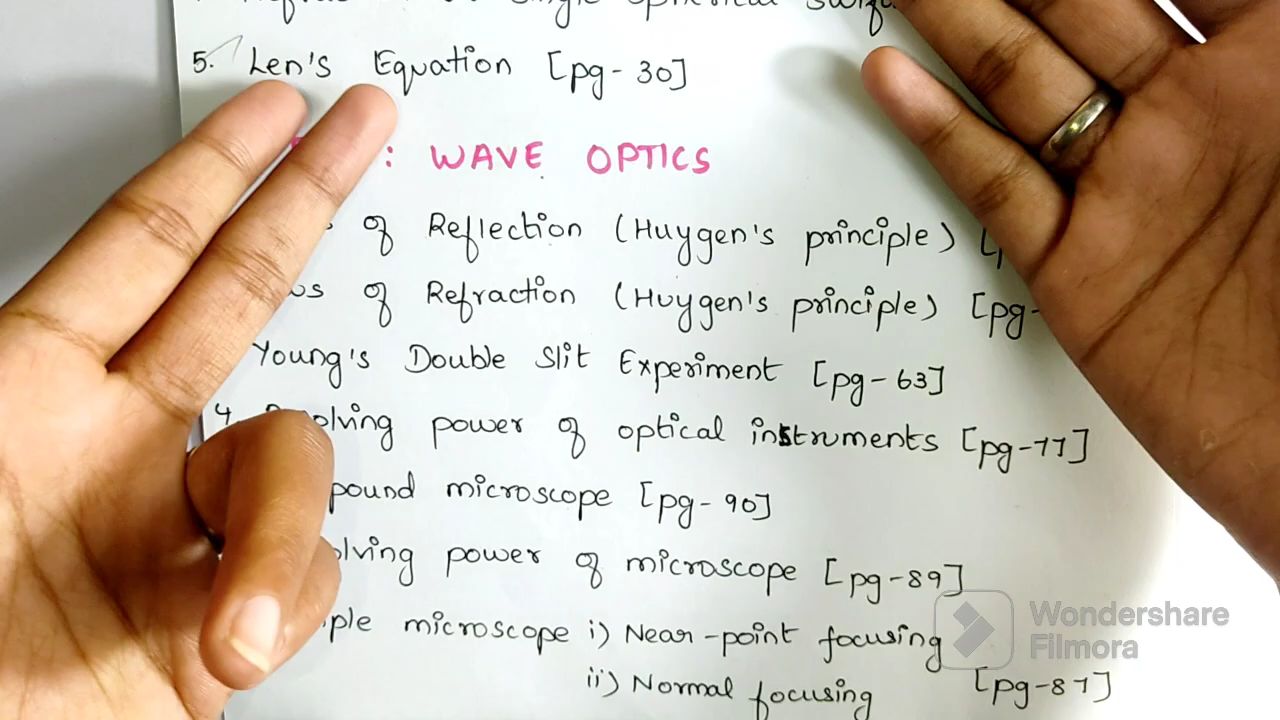 single spherical
5. Len's Equation [pg-30]
: WAVE OPTICS
of Reflection (Huygen's principle)
of Refraction (Huygen's principle) [pg-
Young's Double Slit Experiment [pg-63]
4. power of optical instruments [pg-77]
microscope [pg-90]
power of microscope [pg-89]
microscope i) Near-point focusing
ii) Normal focusing [pg-87]
Wondershare
Filmora